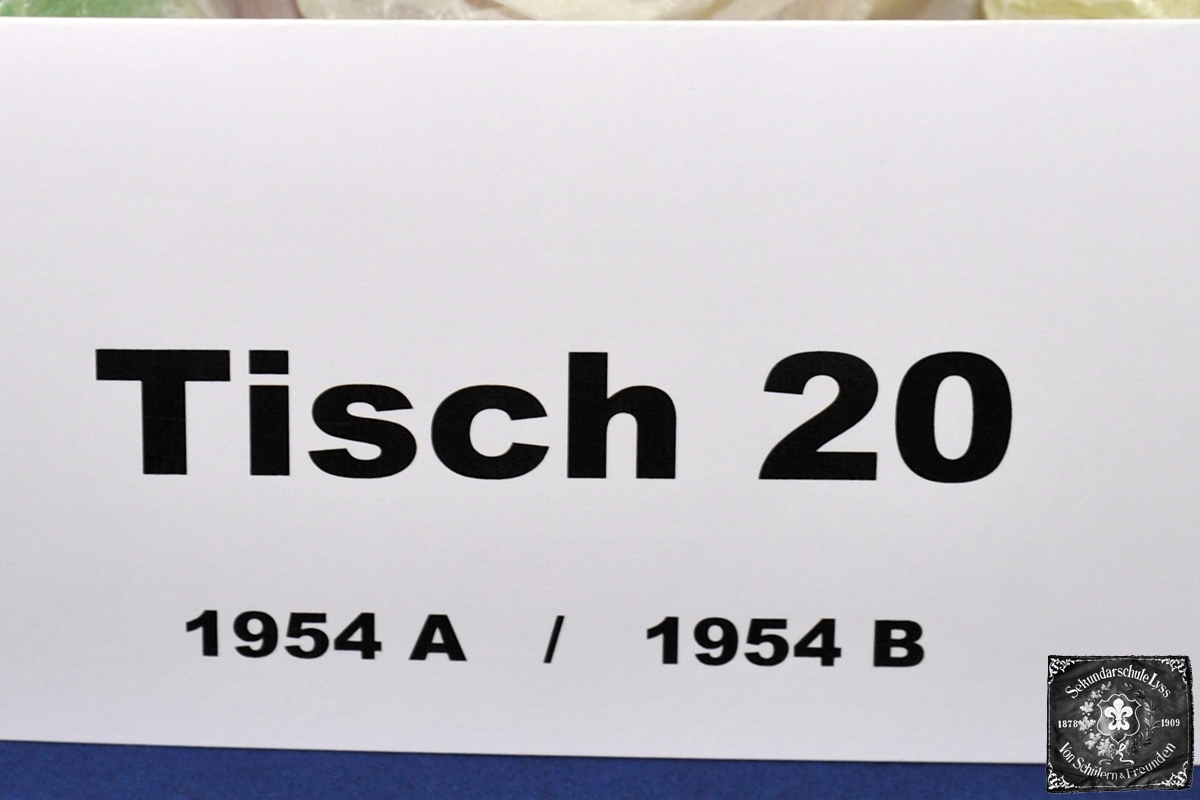 Tisch 20
1954 A / 1954 B
Sekundarschule Lyss
1878 1909
Von Schülern & Freunden